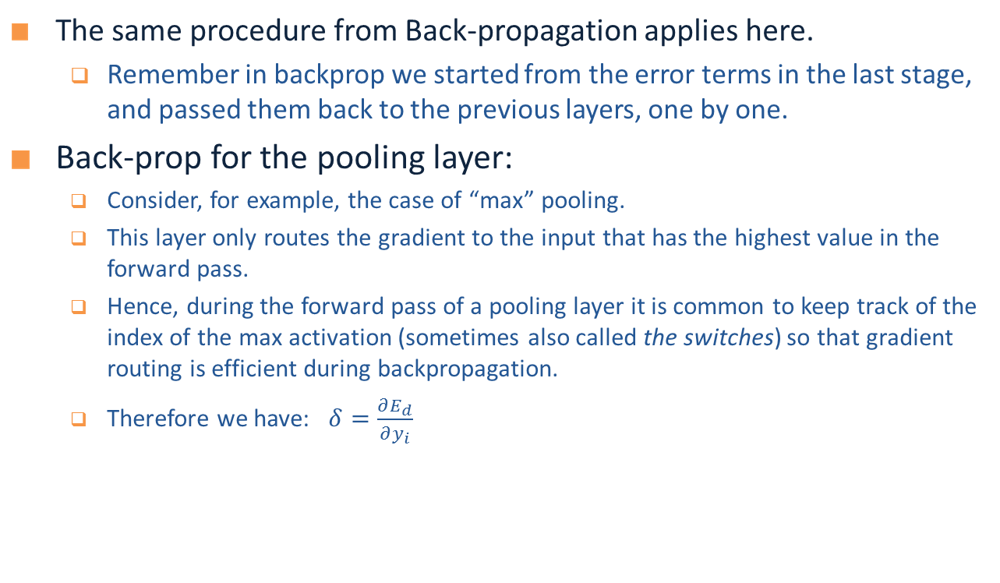 The same procedure from Back-propagation applies here.
Remember in backprop we started from the error terms in the last stage,
and passed them back to the previous layers, one by one.
Back-prop for the pooling layer:
Consider, for example, the case of “max” pooling.
This layer only routes the gradient to the input that has the highest value in the
forward pass.
Hence, during the forward pass of a pooling layer it is common to keep track of the
index of the max activation (sometimes also called the switches) so that gradient
routing is efficient during backpropagation.
Therefore we have: δ = ∂E_d / ∂y_i